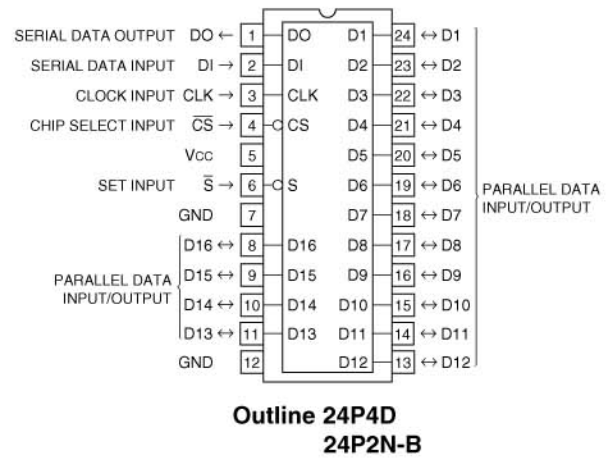 SERIAL DATA OUTPUT DO ← 1 DO D1 24 ↔ D1
SERIAL DATA INPUT DI → 2 DI D2 23 ↔ D2
CLOCK INPUT CLK → 3 CLK D3 22 ↔ D3
CHIP SELECT INPUT C̅S̅ → 4 CS D4 21 ↔ D4
Vcc 5 D5 20 ↔ D5
SET INPUT S̅ → 6 S D6 19 ↔ D6
GND 7 D7 18 ↔ D7
D16 ↔ 8 D16 D8 17 ↔ D8
D15 ↔ 9 D15 D9 16 ↔ D9
D14 ↔ 10 D14 D10 15 ↔ D10
D13 ↔ 11 D13 D11 14 ↔ D11
GND 12 D12 13 ↔ D12
PARALLEL DATA
INPUT/OUTPUT
PARALLEL DATA
INPUT/OUTPUT
Outline 24P4D
24P2N-B